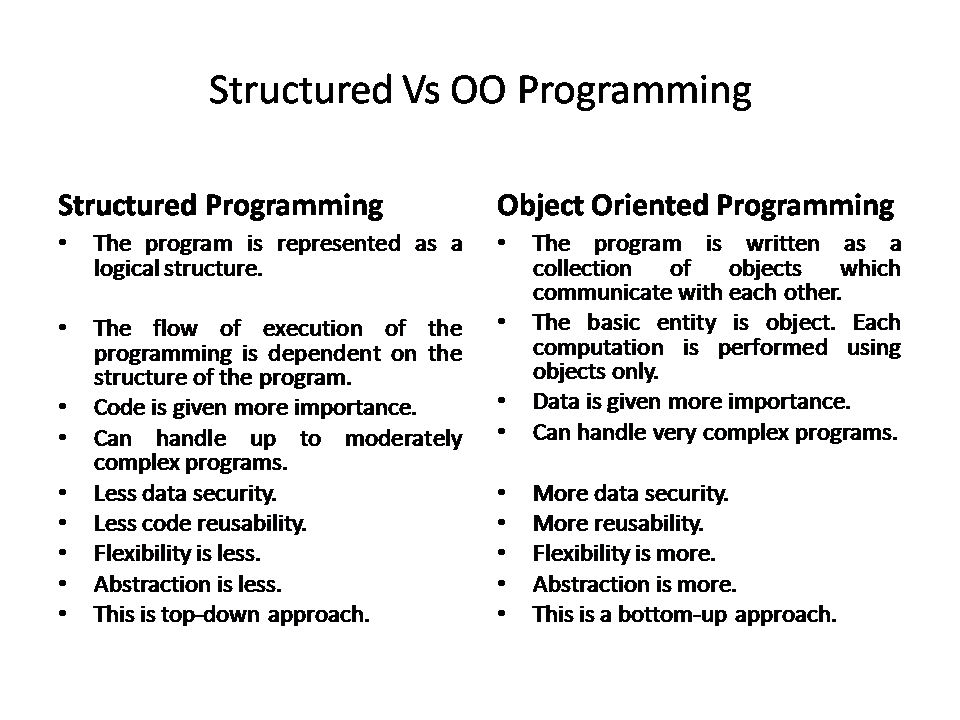 Structured Vs OO Programming
Structured Programming
• The program is represented as a
logical structure.
• The flow of execution of the
programming is dependent on the
structure of the program.
• Code is given more importance.
• Can handle up to moderately
complex programs.
• Less data security.
• Less code reusability.
• Flexibility is less.
• Abstraction is less.
• This is top-down approach.
Object Oriented Programming
• The program is written as a
collection of objects which
communicate with each other.
• The basic entity is object. Each
computation is performed using
objects only.
• Data is given more importance.
• Can handle very complex programs.
• More data security.
• More reusability.
• Flexibility is more.
• Abstraction is more.
• This is a bottom-up approach.